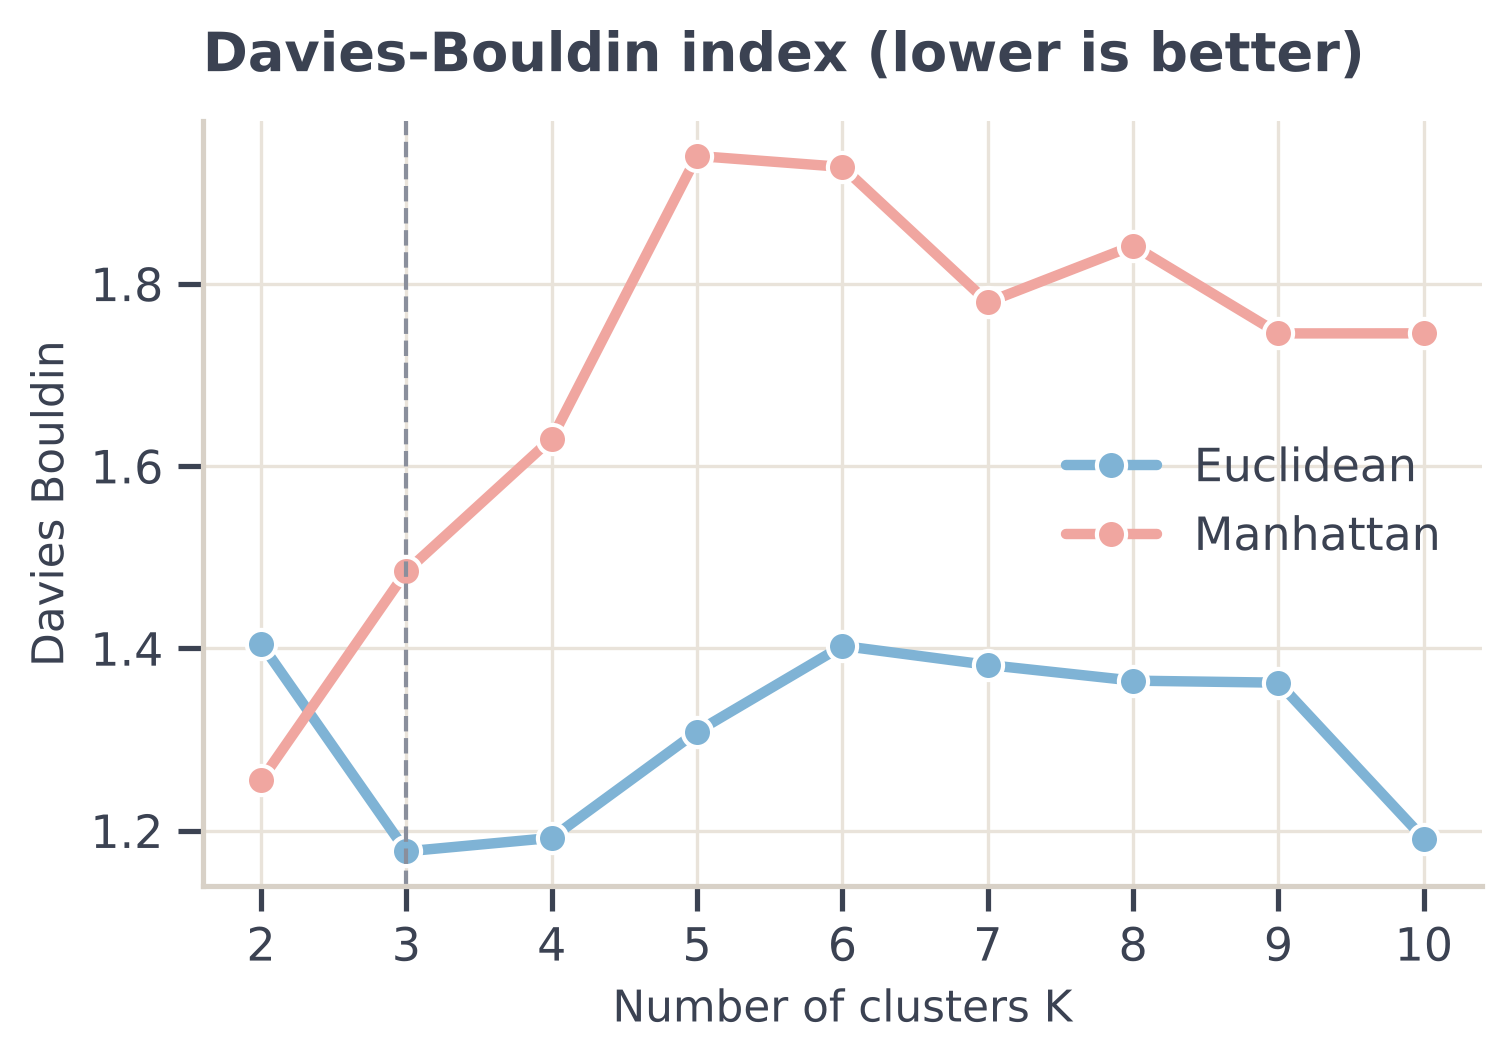 Davies-Bouldin index (lower is better)
Davies Bouldin
1.8
1.6
1.4
1.2
Euclidean
Manhattan
2 3 4 5 6 7 8 9 10
Number of clusters K